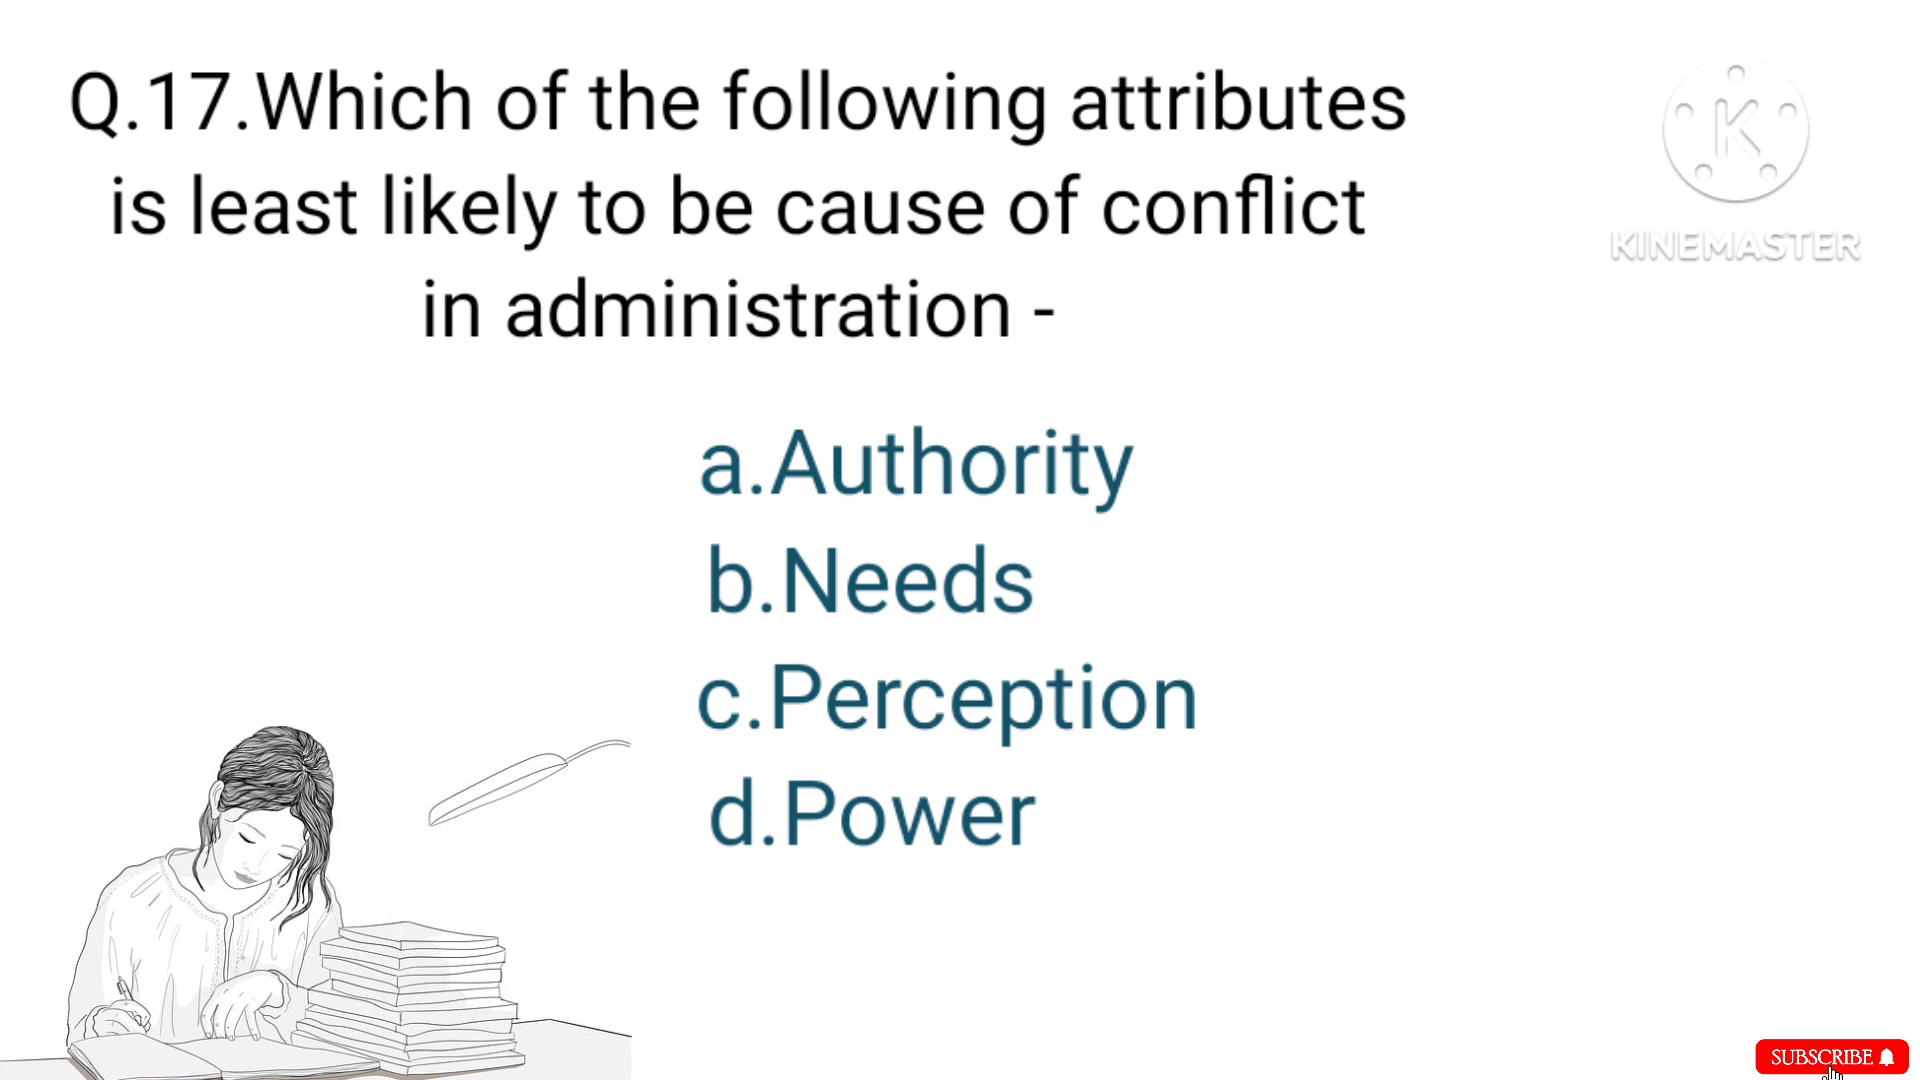 Q.17.Which of the following attributes
is least likely to be cause of conflict
in administration -
K
KINEMASTER
a.Authority
b.Needs
c.Perception
d.Power
SUBSCRIBE